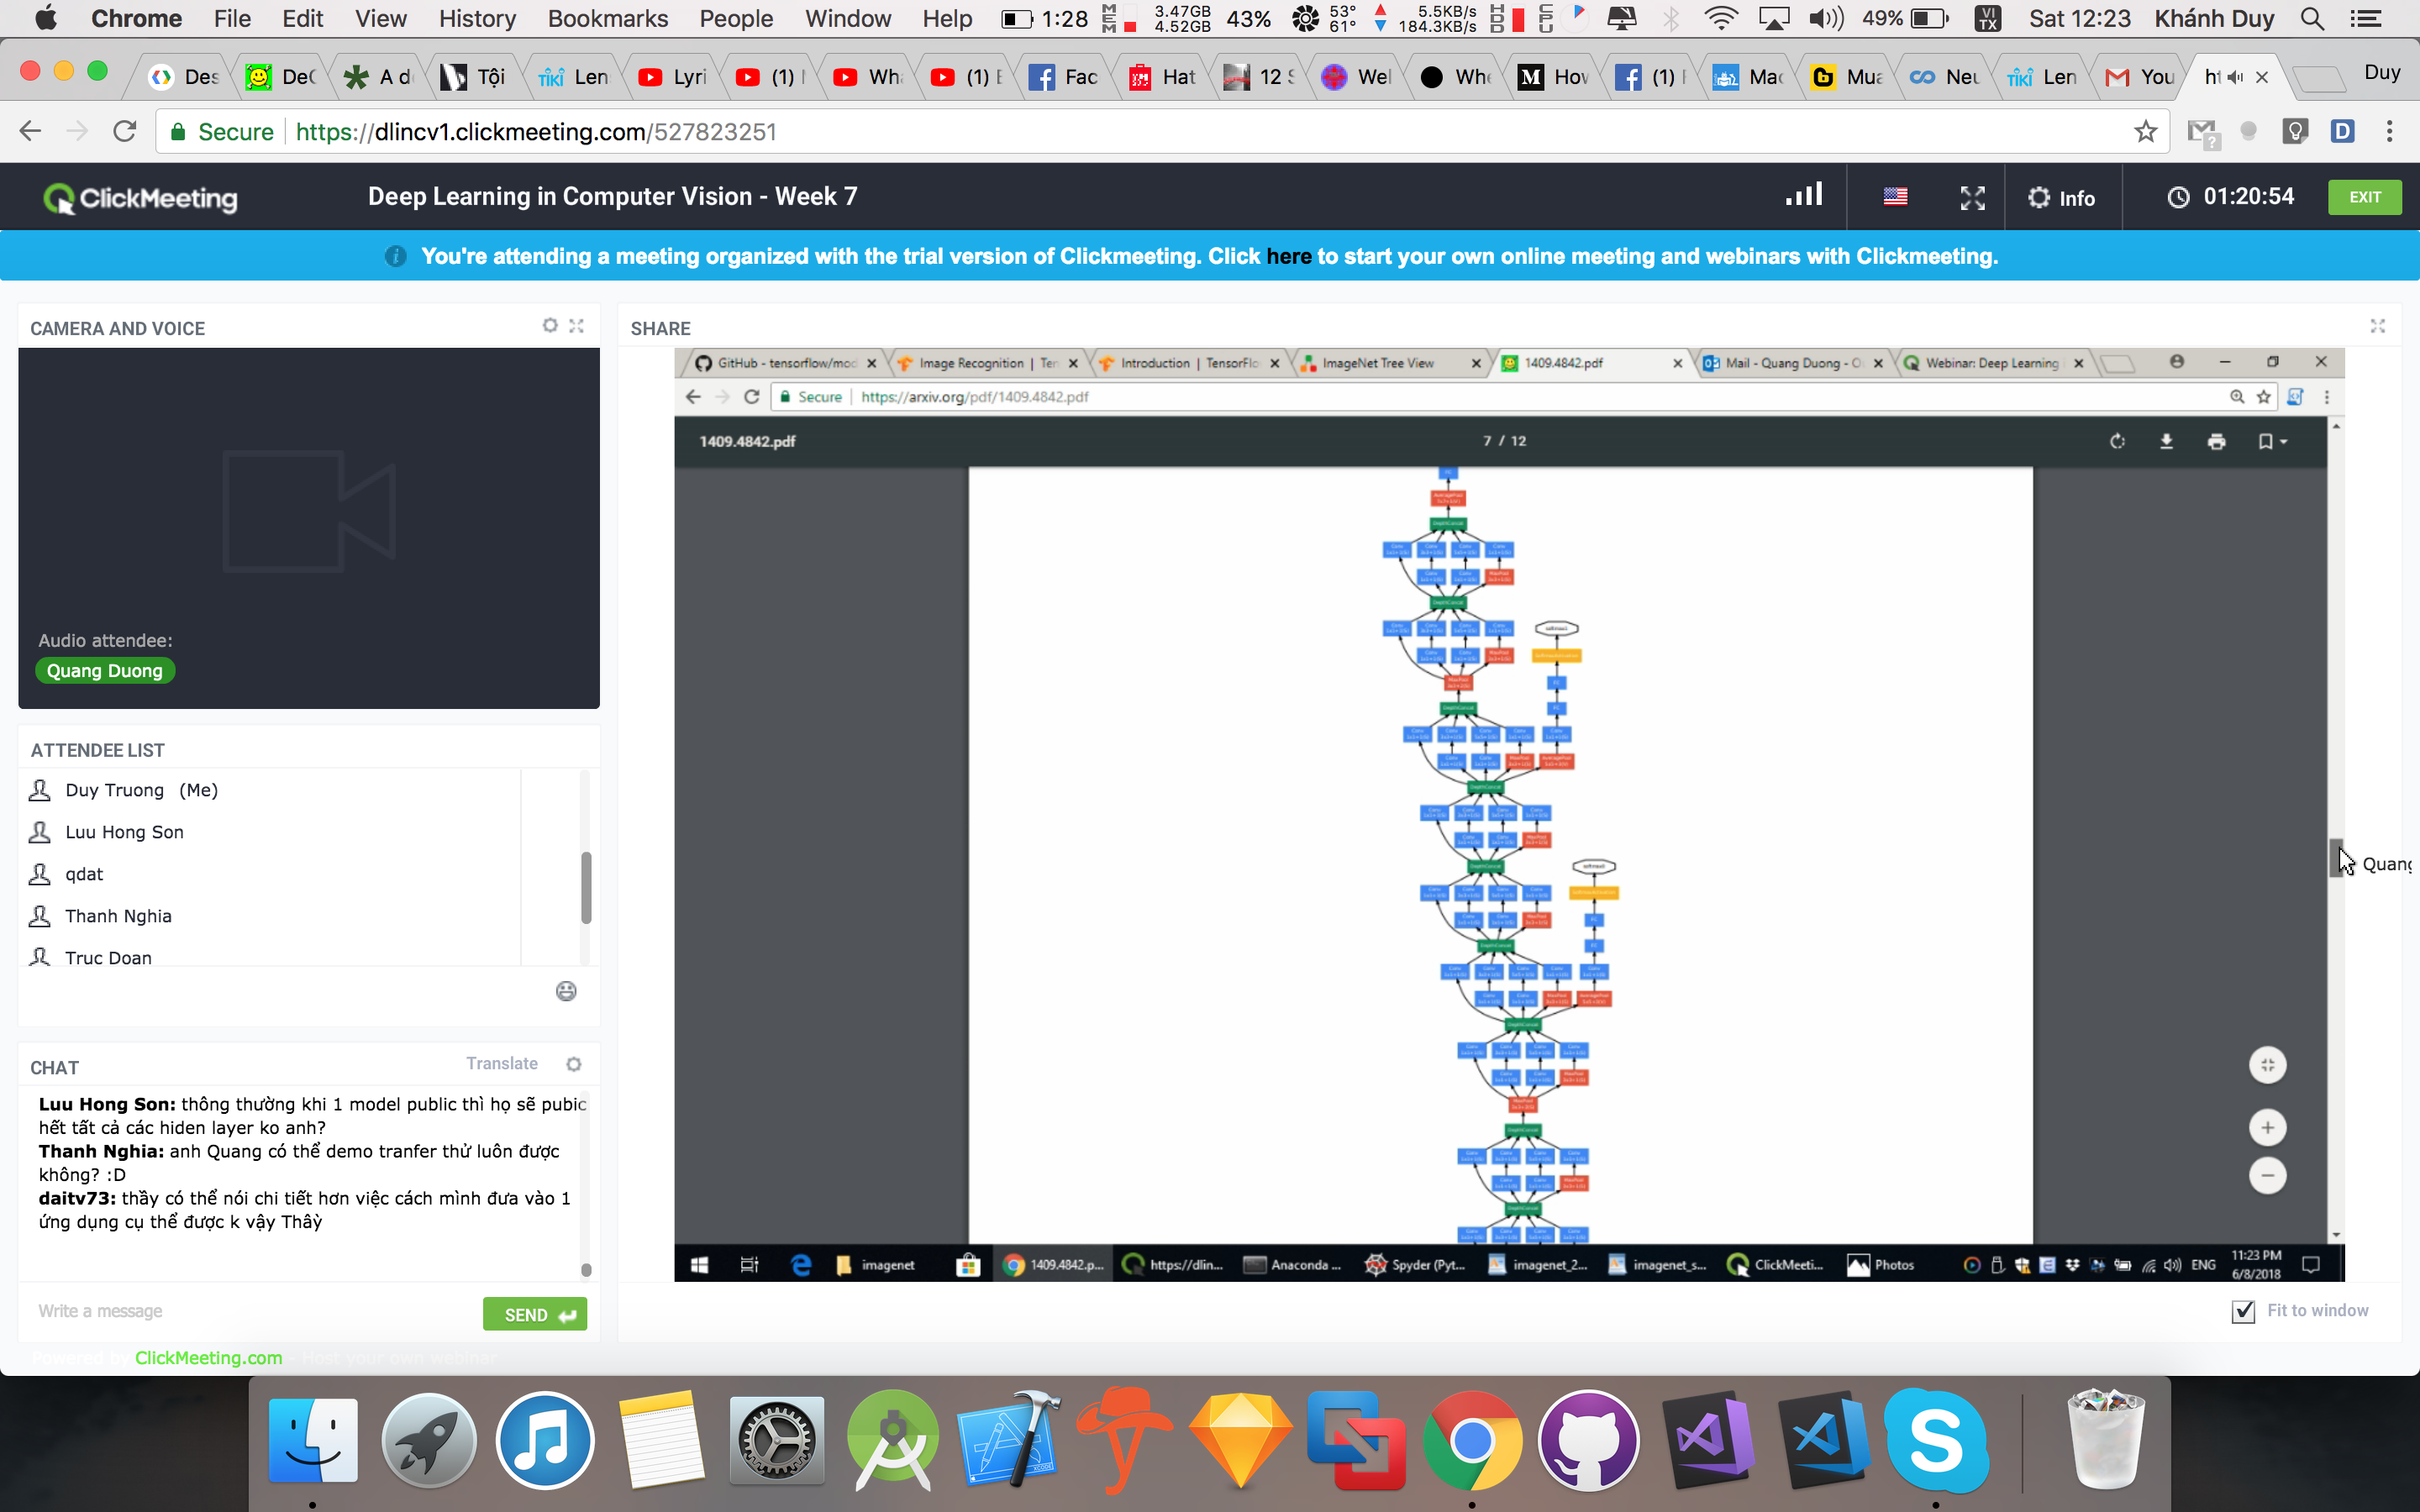 Chrome File Edit View History Bookmarks People Window Help 1:28 MEM 3.47GB 4.52GB 43% 53° 61° 5.5KB/s 184.3KB/s HDD CPU 49% VI TX Sat 12:23 Khánh Duy
Des DeC A d Tội TIKI Len Lyri (1) Wha (1) E Fac Hat 12 S Wel Whe How (1) F Mac Mua Neu TIKI Len You ht Duy
Secure https://dlincv1.clickmeeting.com/527823251
ClickMeeting Deep Learning in Computer Vision - Week 7 Info 01:20:54 EXIT
You're attending a meeting organized with the trial version of Clickmeeting. Click here to start your own online meeting and webinars with Clickmeeting.
CAMERA AND VOICE
Audio attendee:
Quang Duong
ATTENDEE LIST
Duy Truong (Me)
Luu Hong Son
qdat
Thanh Nghia
Truc Doan
CHAT Translate
Luu Hong Son: thông thường khi 1 model public thì họ sẽ pubic
hết tất cả các hiden layer ko anh?
Thanh Nghia: anh Quang có thể demo tranfer thử luôn được
không? :D
daitv73: thầy có thể nói chi tiết hơn việc cách mình đưa vào 1
ứng dụng cụ thể được k vậy Thầy
Write a message SEND
Powered by ClickMeeting.com - Host your own webinar
SHARE
GitHub - tensorflow/mod Image Recognition | Ten Introduction | TensorFlo ImageNet Tree View 1409.4842.pdf Mail - Quang Duong - O Webinar: Deep Learning
Secure https://arxiv.org/pdf/1409.4842.pdf
1409.4842.pdf 7 / 12
Quang
imagenet 1409.4842.p... https://dlin... Anaconda ... Spyder (Pyt... imagenet_2... imagenet_s... ClickMeeti... Photos ENG 11:23 PM
6/8/2018
Fit to window